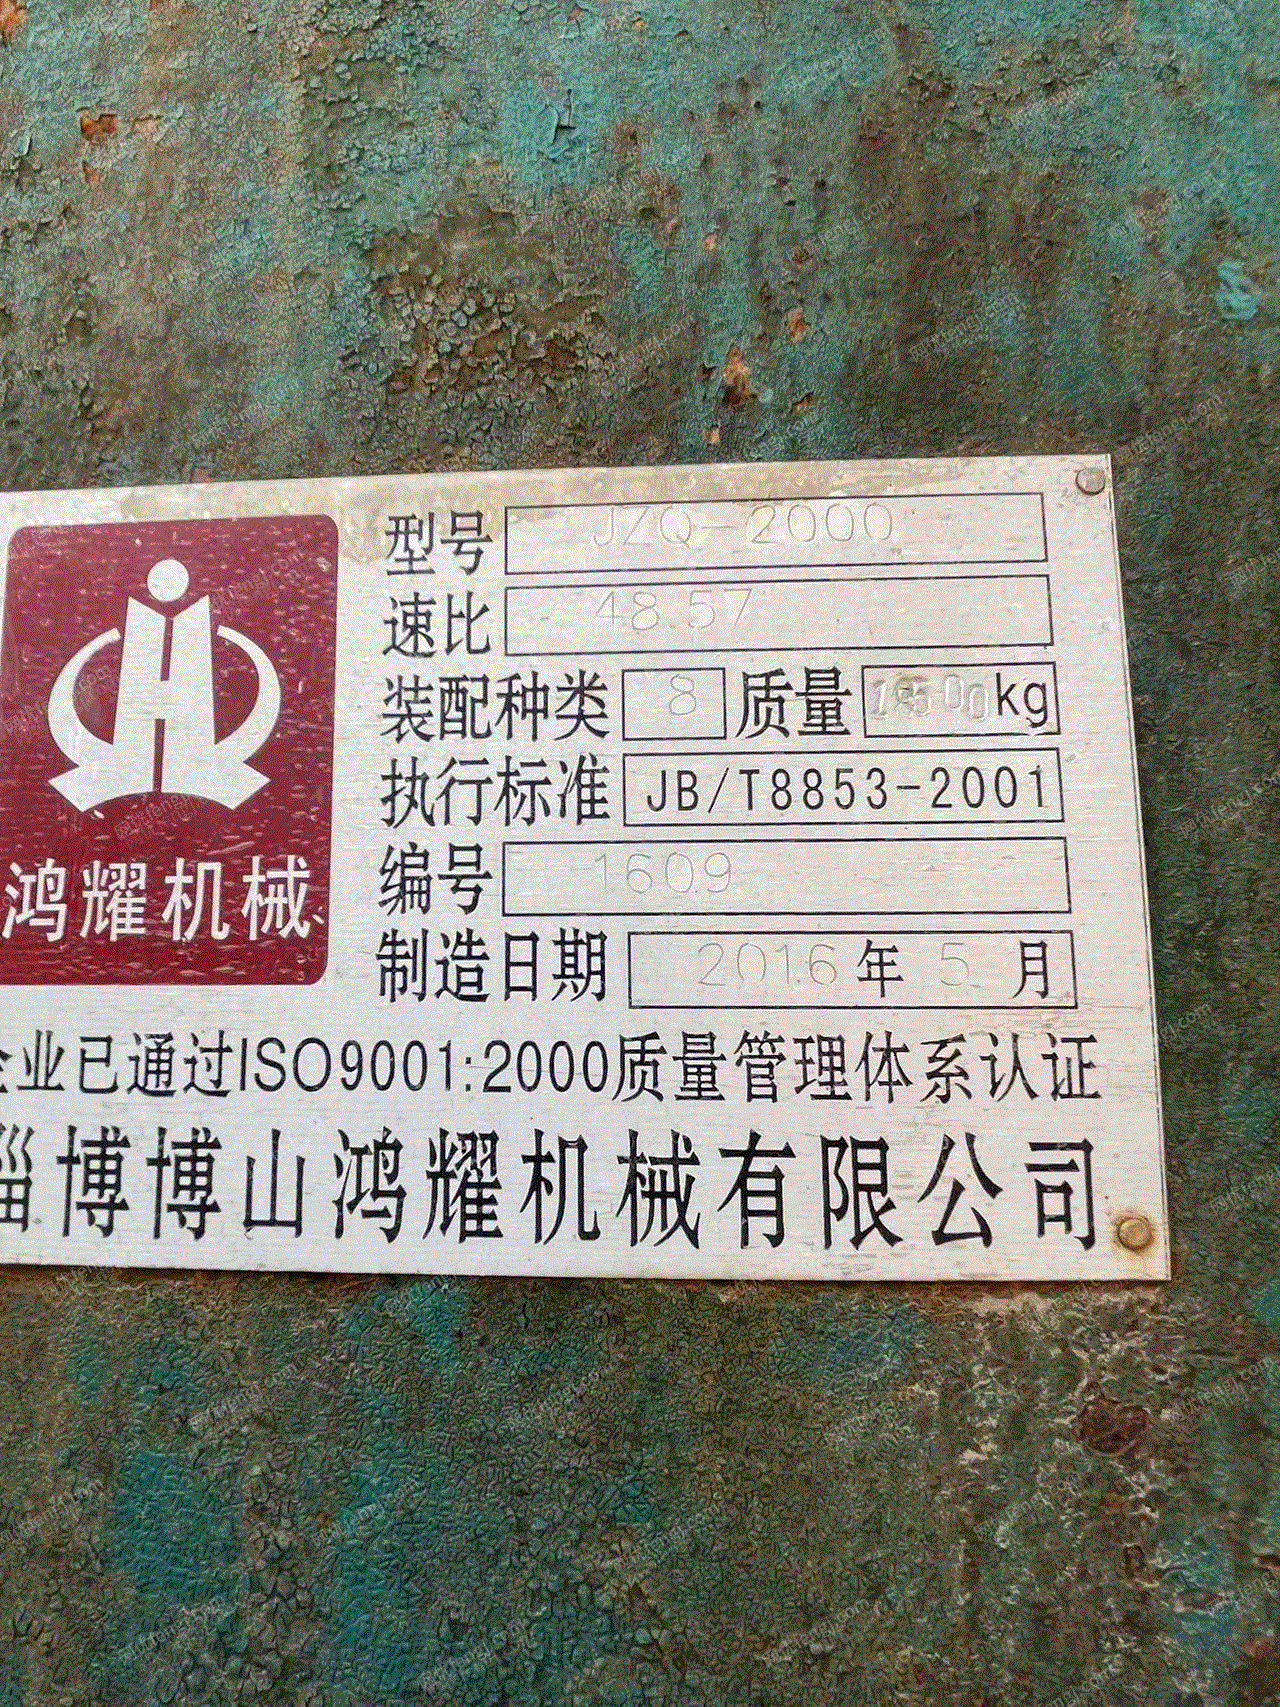 鸿耀机械
型号 JZQ-2000
速比 48.57
装配种类 8 质量 kg
执行标准 JB/T8853-2001
编号 1609
制造日期 2016年5月
企业已通过ISO9001:2000质量管理体系认证
淄博博山鸿耀机械有限公司